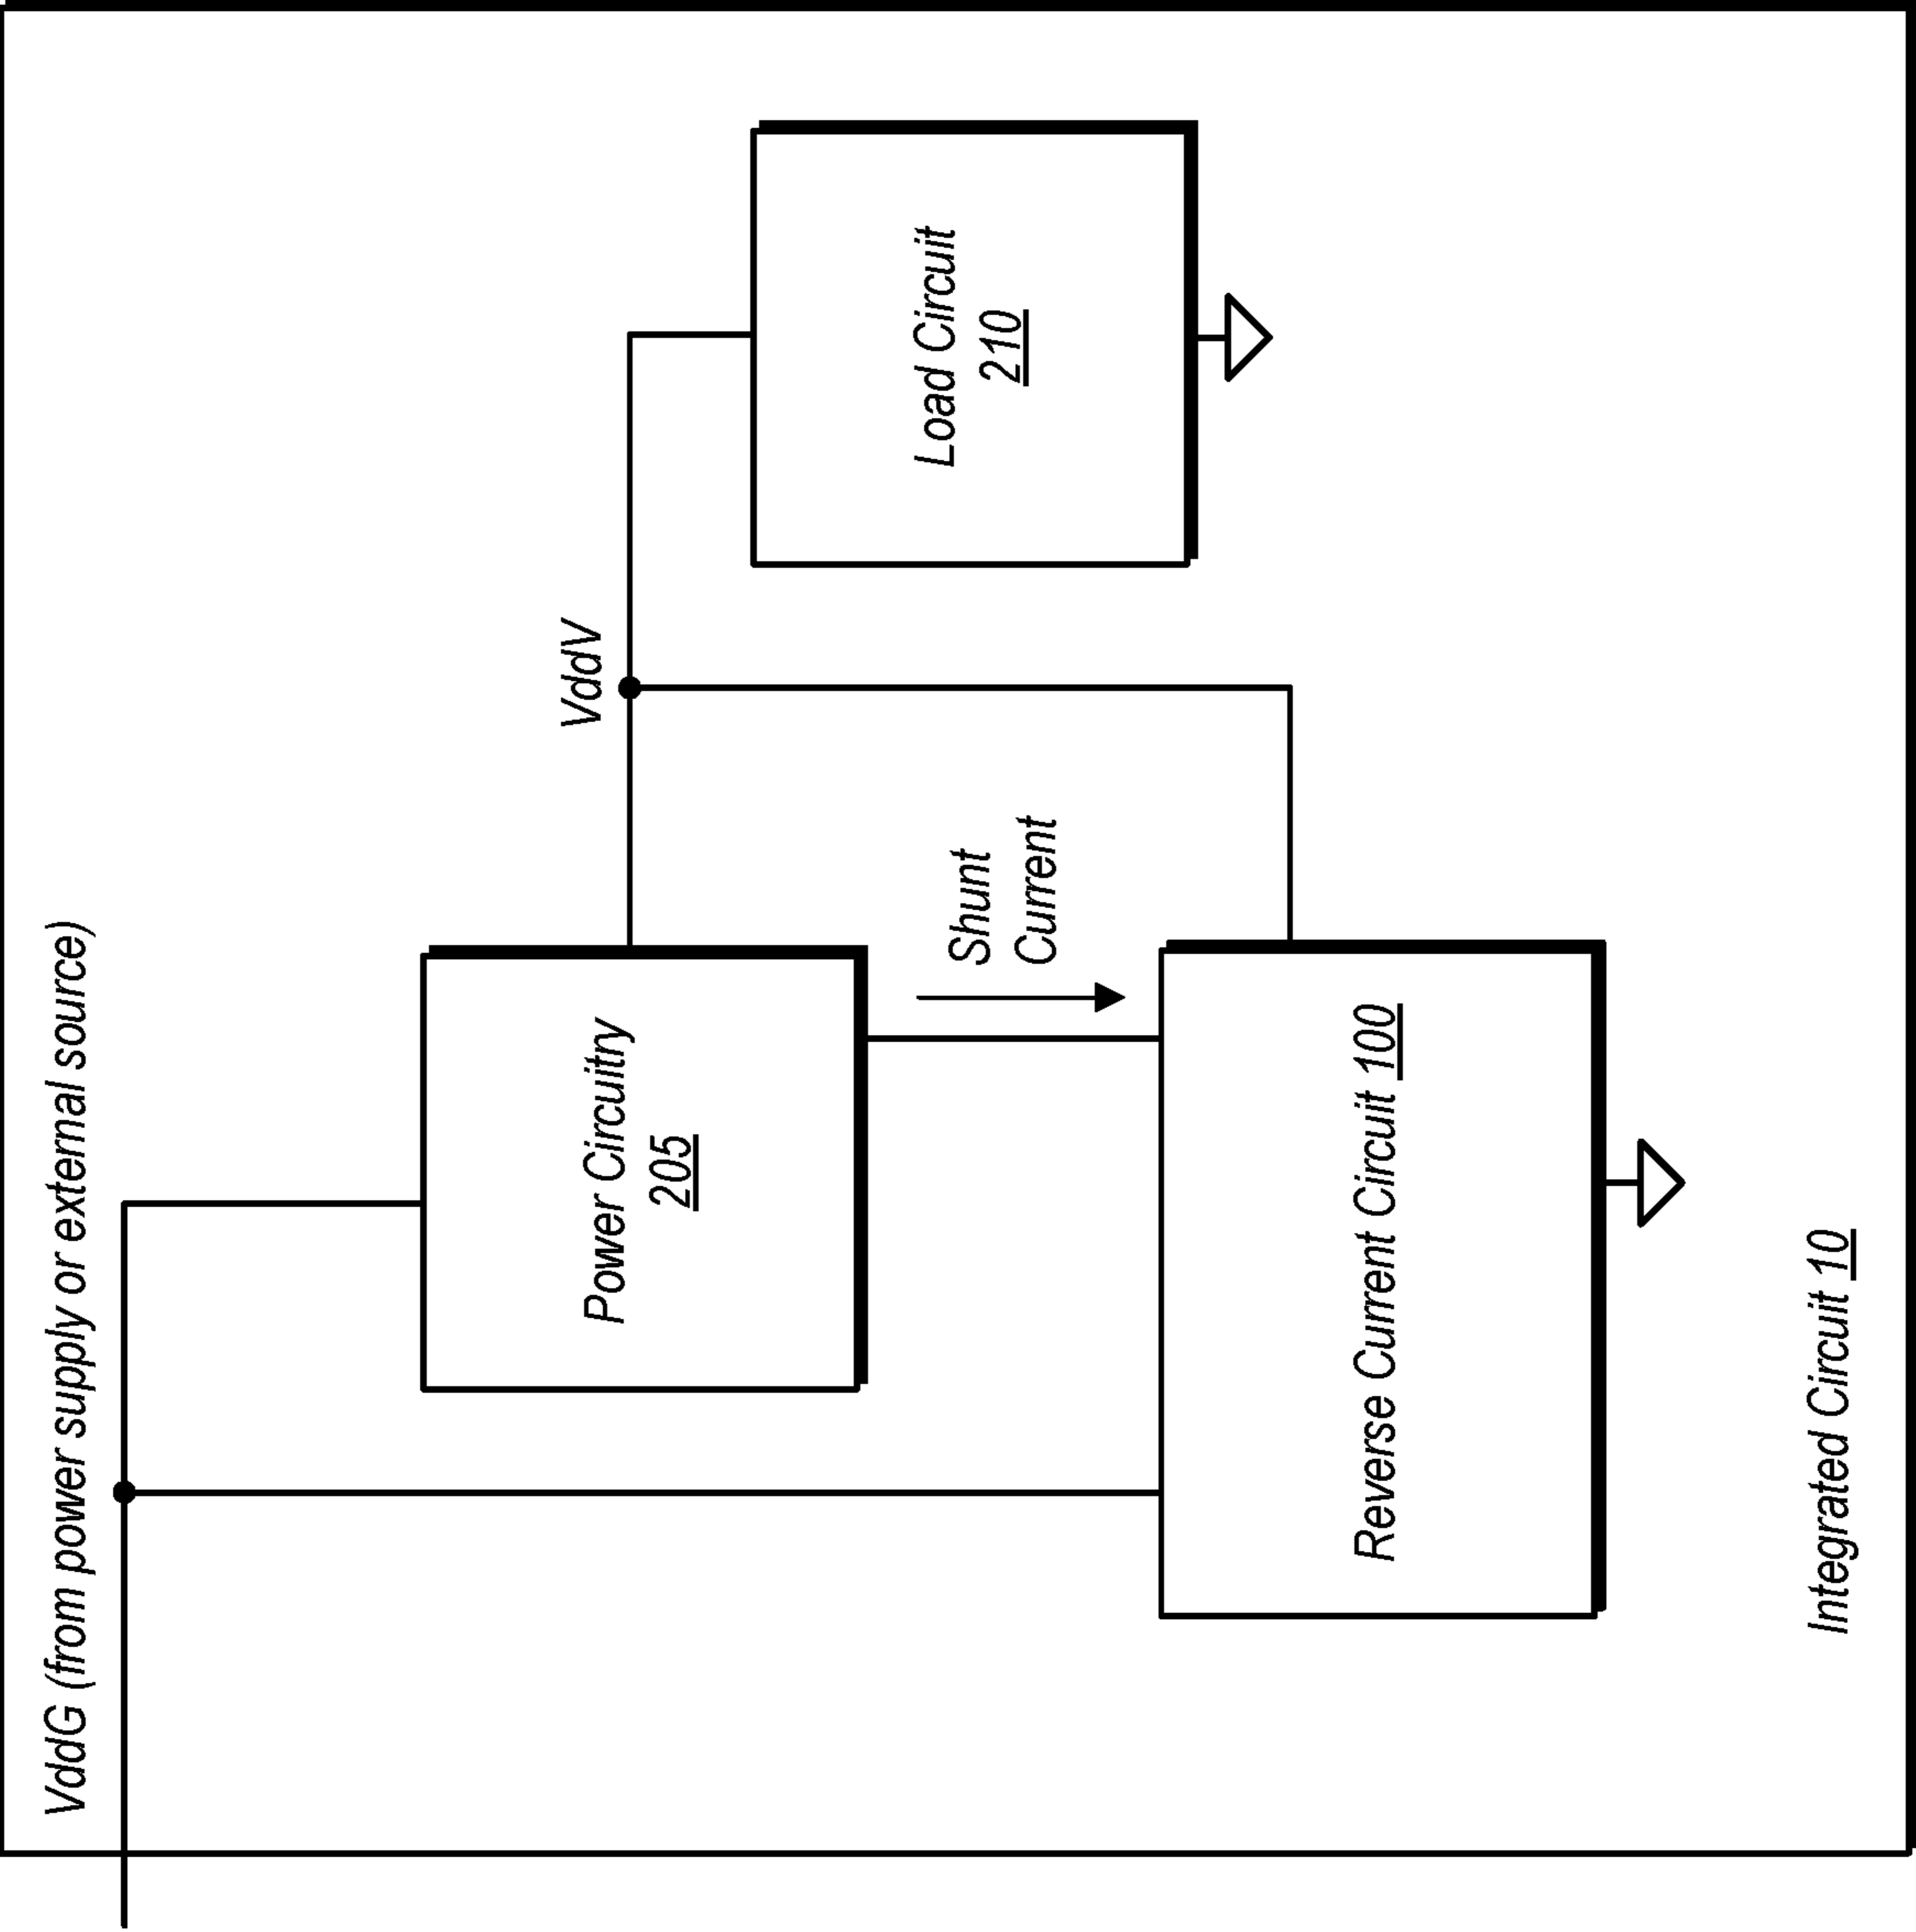 VddG (from power supply or external source)
VddV
Power Circuitry
205
Load Circuit
210
Shunt
Current
Reverse Current Circuit 100
Integrated Circuit 10